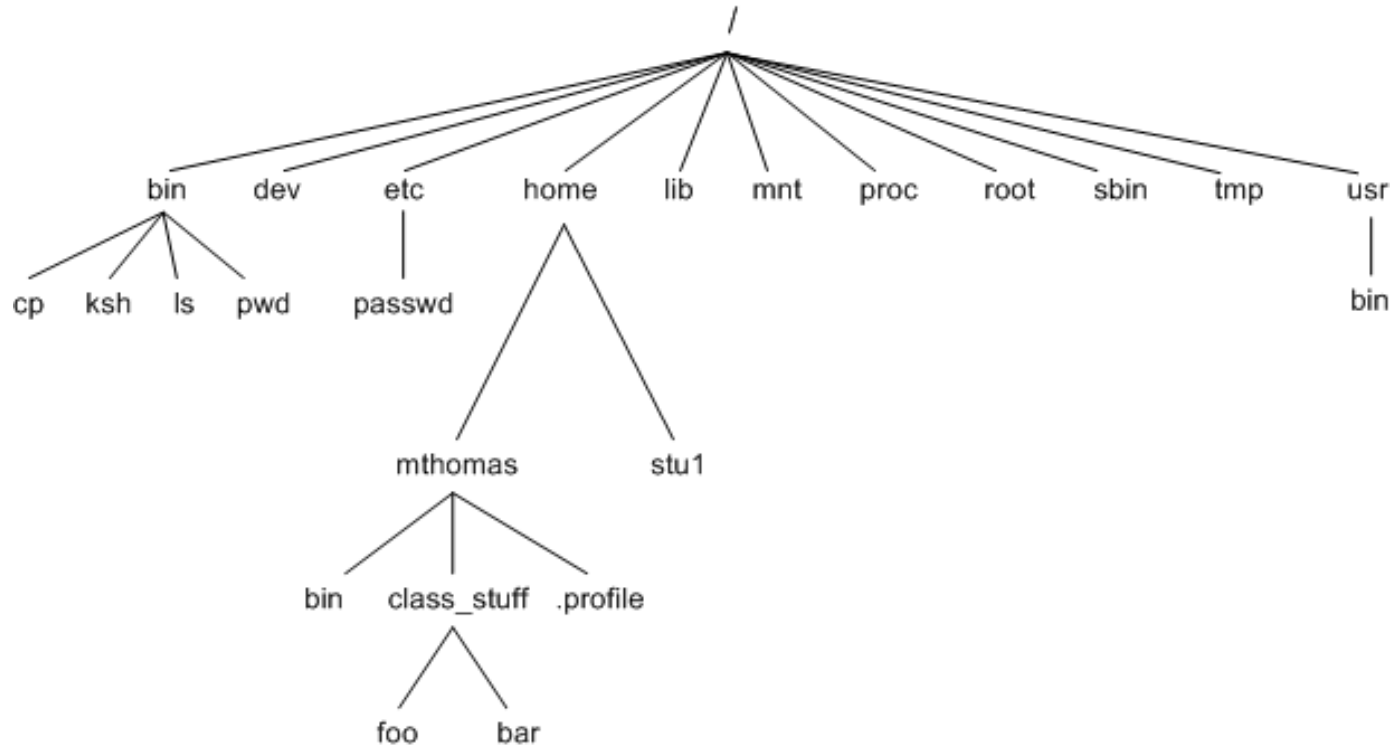 /
bin dev etc home lib mnt proc root sbin tmp usr
cp ksh ls pwd passwd bin
mthomas stu1
bin class_stuff .profile
foo bar